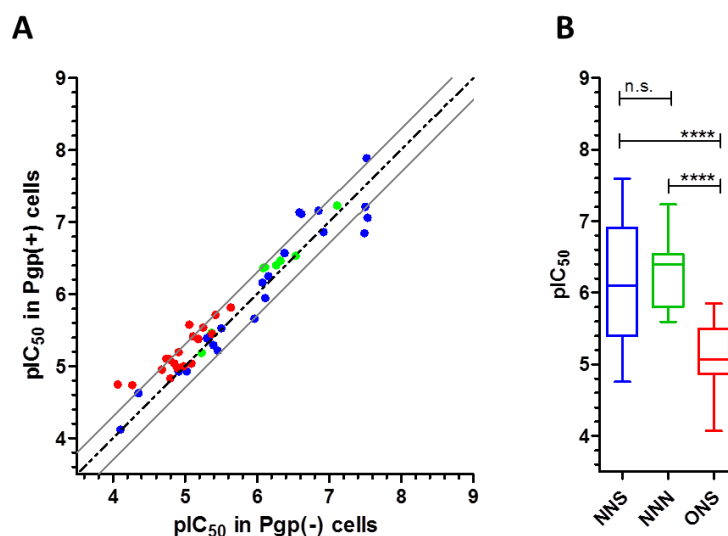 A
B
9
8
7
6
5
4
pIC₅₀ in Pgp(+) cells
4
5
6
7
8
9
pIC₅₀ in Pgp(-) cells
9
8
7
6
5
4
pIC₅₀
n.s.
****
****
NNS
NNN
ONS